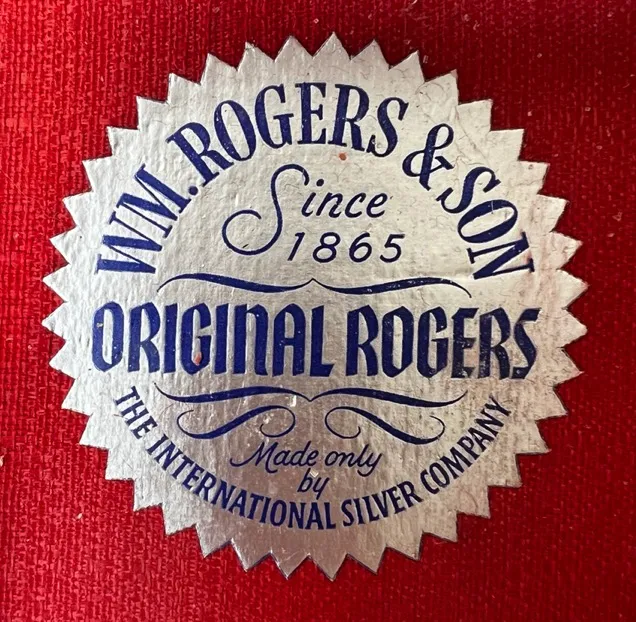 WM. ROGERS & SON
Since
1865
ORIGINAL ROGERS
Made only
by
THE INTERNATIONAL SILVER COMPANY